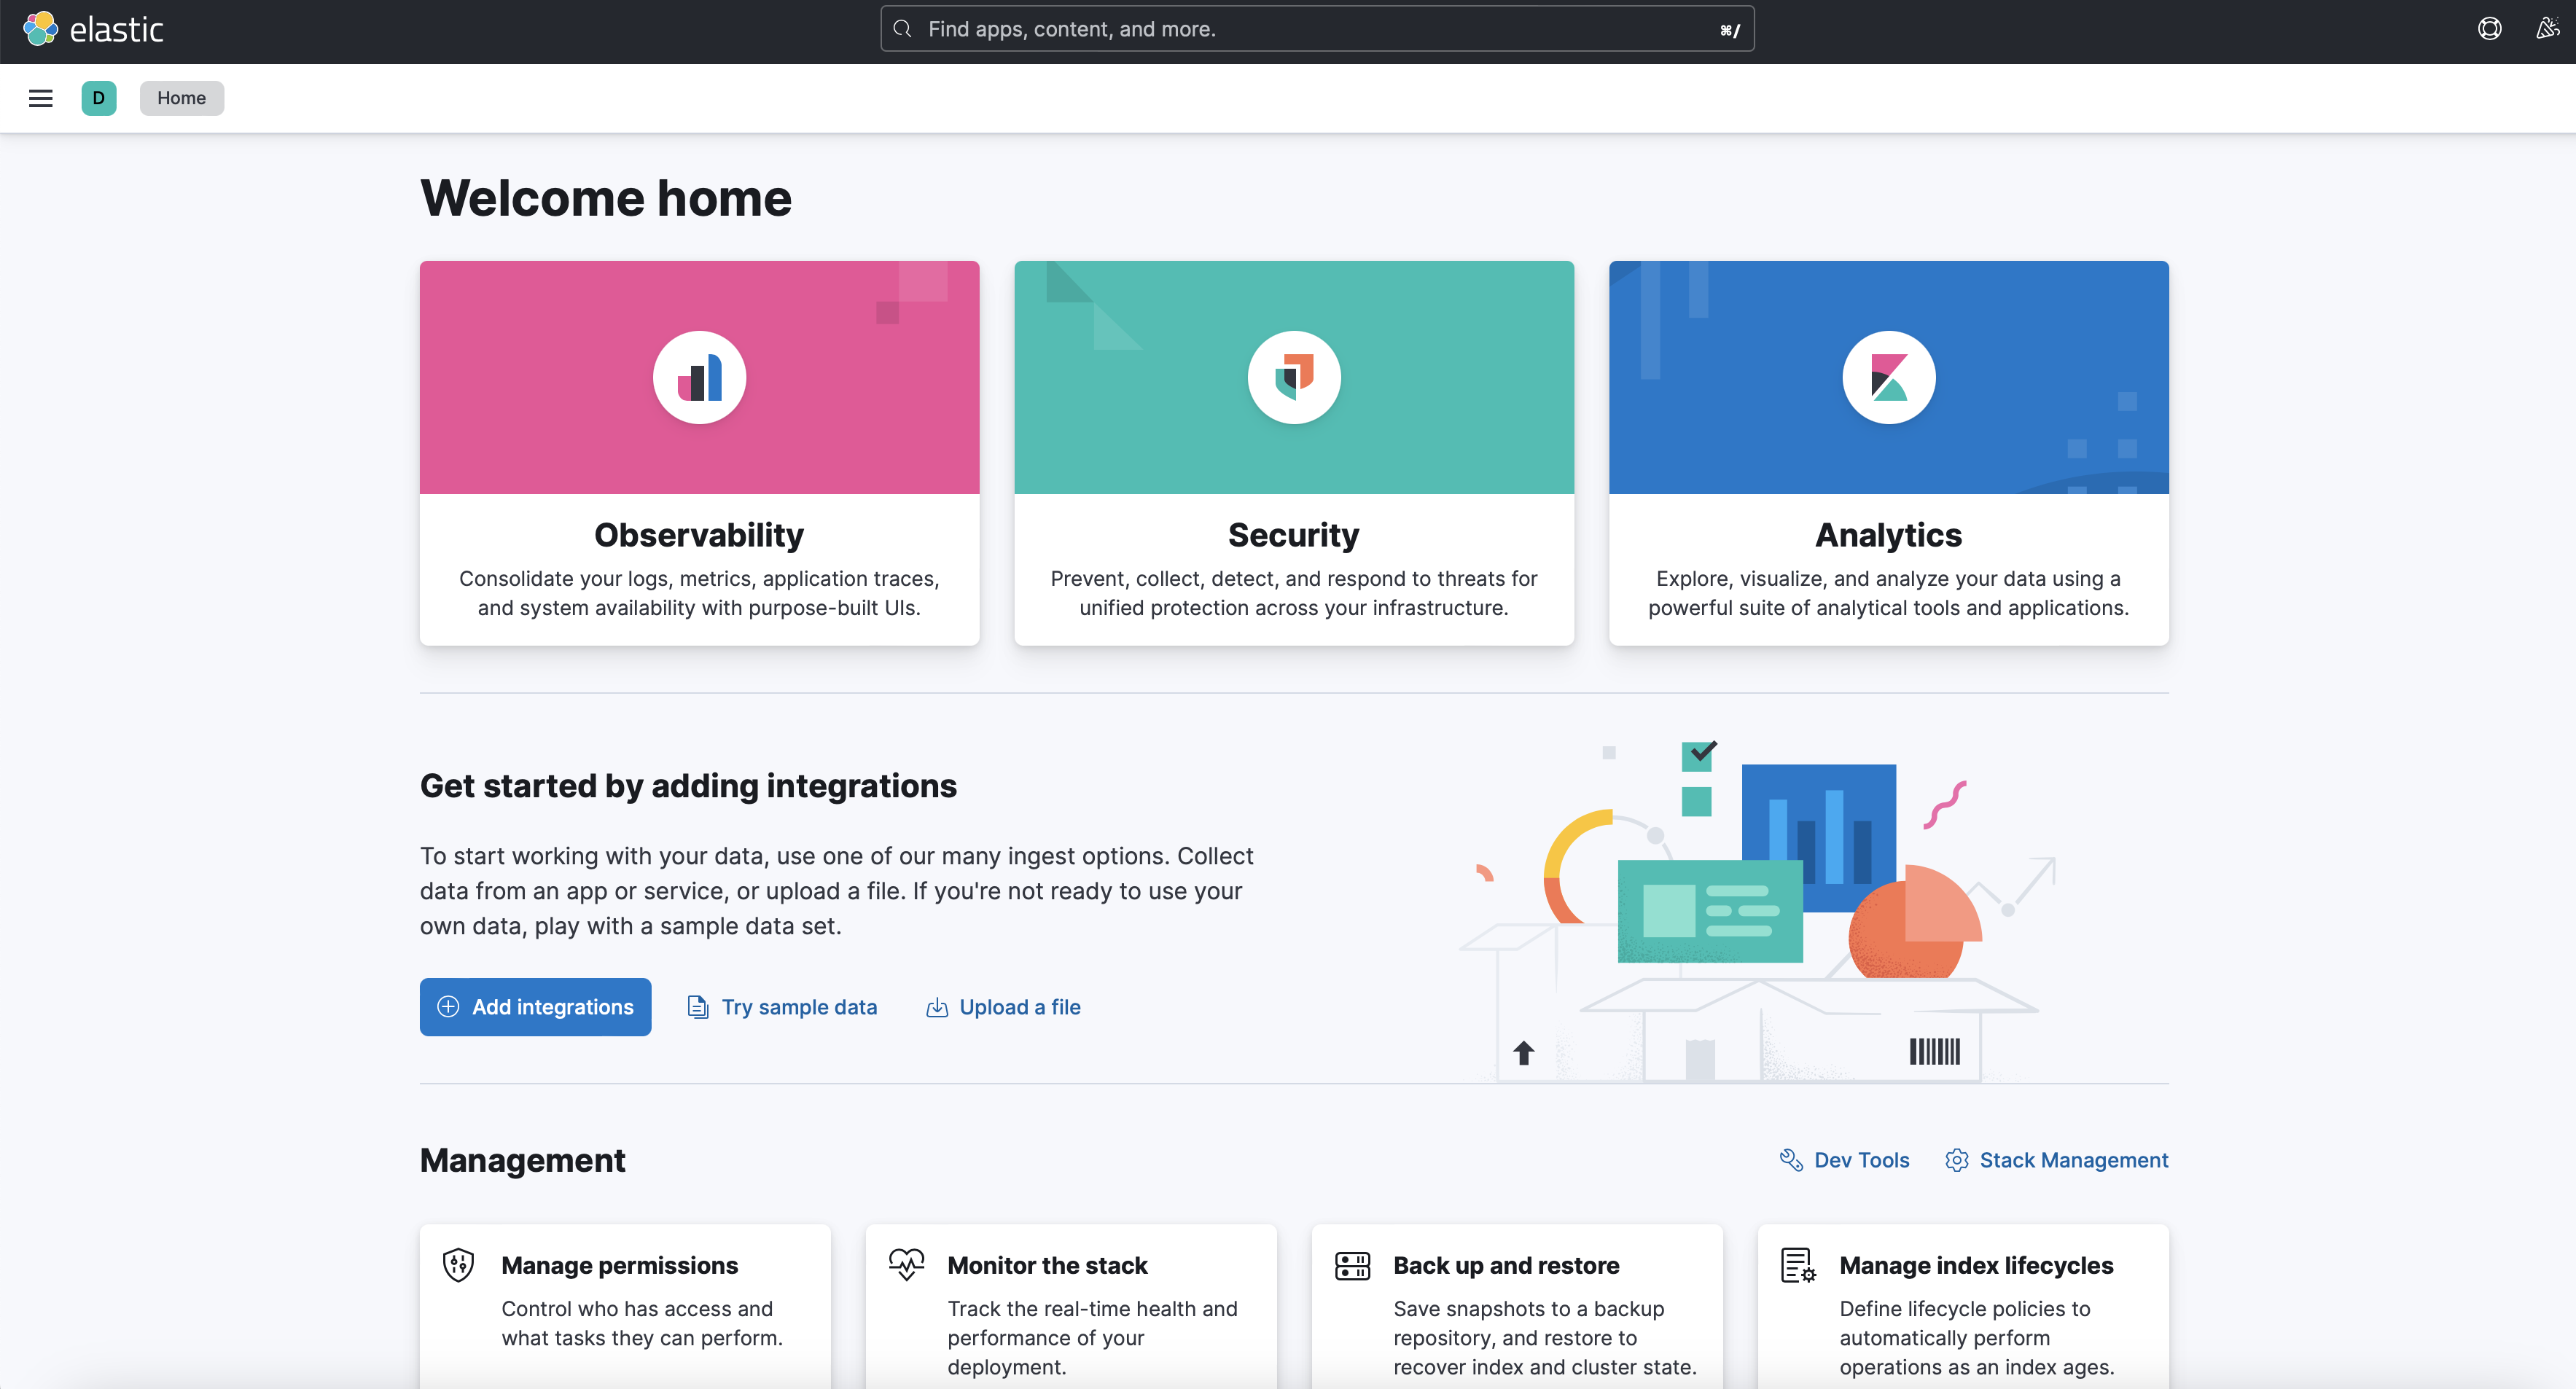 elastic
Find apps, content, and more.
⌘/
D
Home
Welcome home
Observability
Consolidate your logs, metrics, application traces,
and system availability with purpose-built UIs.
Security
Prevent, collect, detect, and respond to threats for
unified protection across your infrastructure.
Analytics
Explore, visualize, and analyze your data using a
powerful suite of analytical tools and applications.
Get started by adding integrations
To start working with your data, use one of our many ingest options. Collect
data from an app or service, or upload a file. If you're not ready to use your
own data, play with a sample data set.
Add integrations
Try sample data
Upload a file
Management
Dev Tools
Stack Management
Manage permissions
Control who has access and
what tasks they can perform.
Monitor the stack
Track the real-time health and
performance of your
deployment.
Back up and restore
Save snapshots to a backup
repository, and restore to
recover index and cluster state.
Manage index lifecycles
Define lifecycle policies to
automatically perform
operations as an index ages.